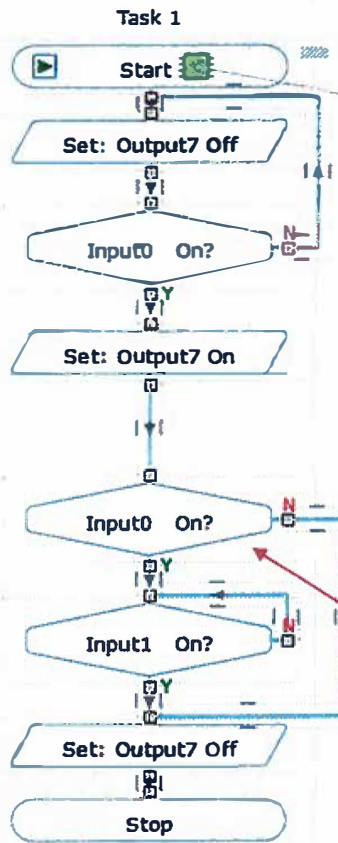 Task 1
Start
Set: Output7 Off
Input0 On?
N
Y
Set: Output7 On
Input0 On?
N
Y
Input1 On?
N
Y
Set: Output7 Off
Stop